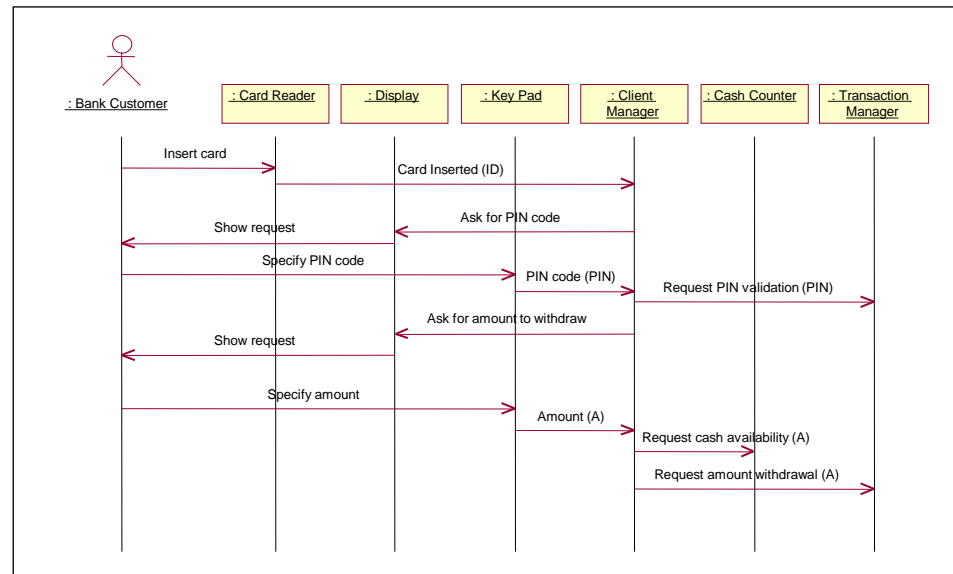 : Bank Customer
: Card Reader
: Display
: Key Pad
: Client
Manager
: Cash Counter
: Transaction
Manager
Insert card
Card Inserted (ID)
Ask for PIN code
Show request
Specify PIN code
PIN code (PIN)
Request PIN validation (PIN)
Ask for amount to withdraw
Show request
Specify amount
Amount (A)
Request cash availability (A)
Request amount withdrawal (A)